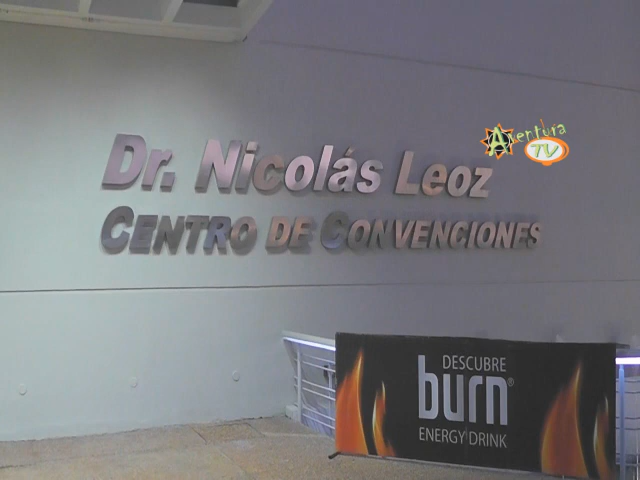 Dr. Nicolás Leoz
CENTRO DE CONVENCIONES
Aventura
TV
DESCUBRE
burn®
ENERGY DRINK